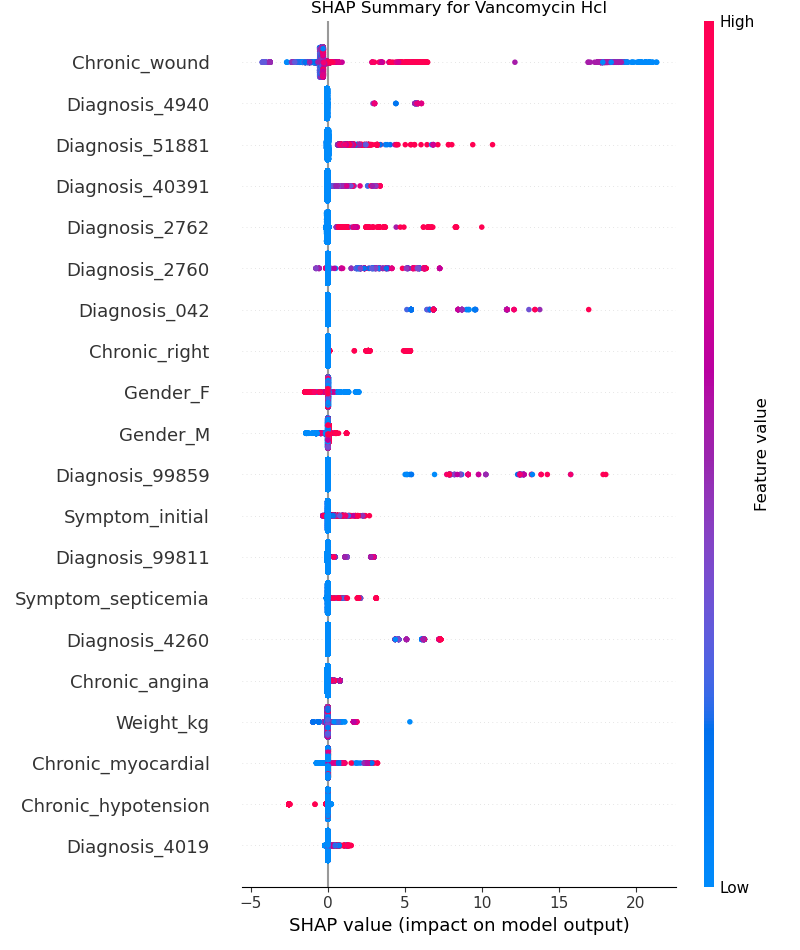 SHAP Summary for Vancomycin Hcl
High
Chronic_wound
Diagnosis_4940
Diagnosis_51881
Diagnosis_40391
Diagnosis_2762
Diagnosis_2760
Diagnosis_042
Chronic_right
Gender_F
Gender_M
Diagnosis_99859
Symptom_initial
Diagnosis_99811
Symptom_septicemia
Diagnosis_4260
Chronic_angina
Weight_kg
Chronic_myocardial
Chronic_hypotension
Diagnosis_4019
Feature value
Low
−5 0 5 10 15 20
SHAP value (impact on model output)